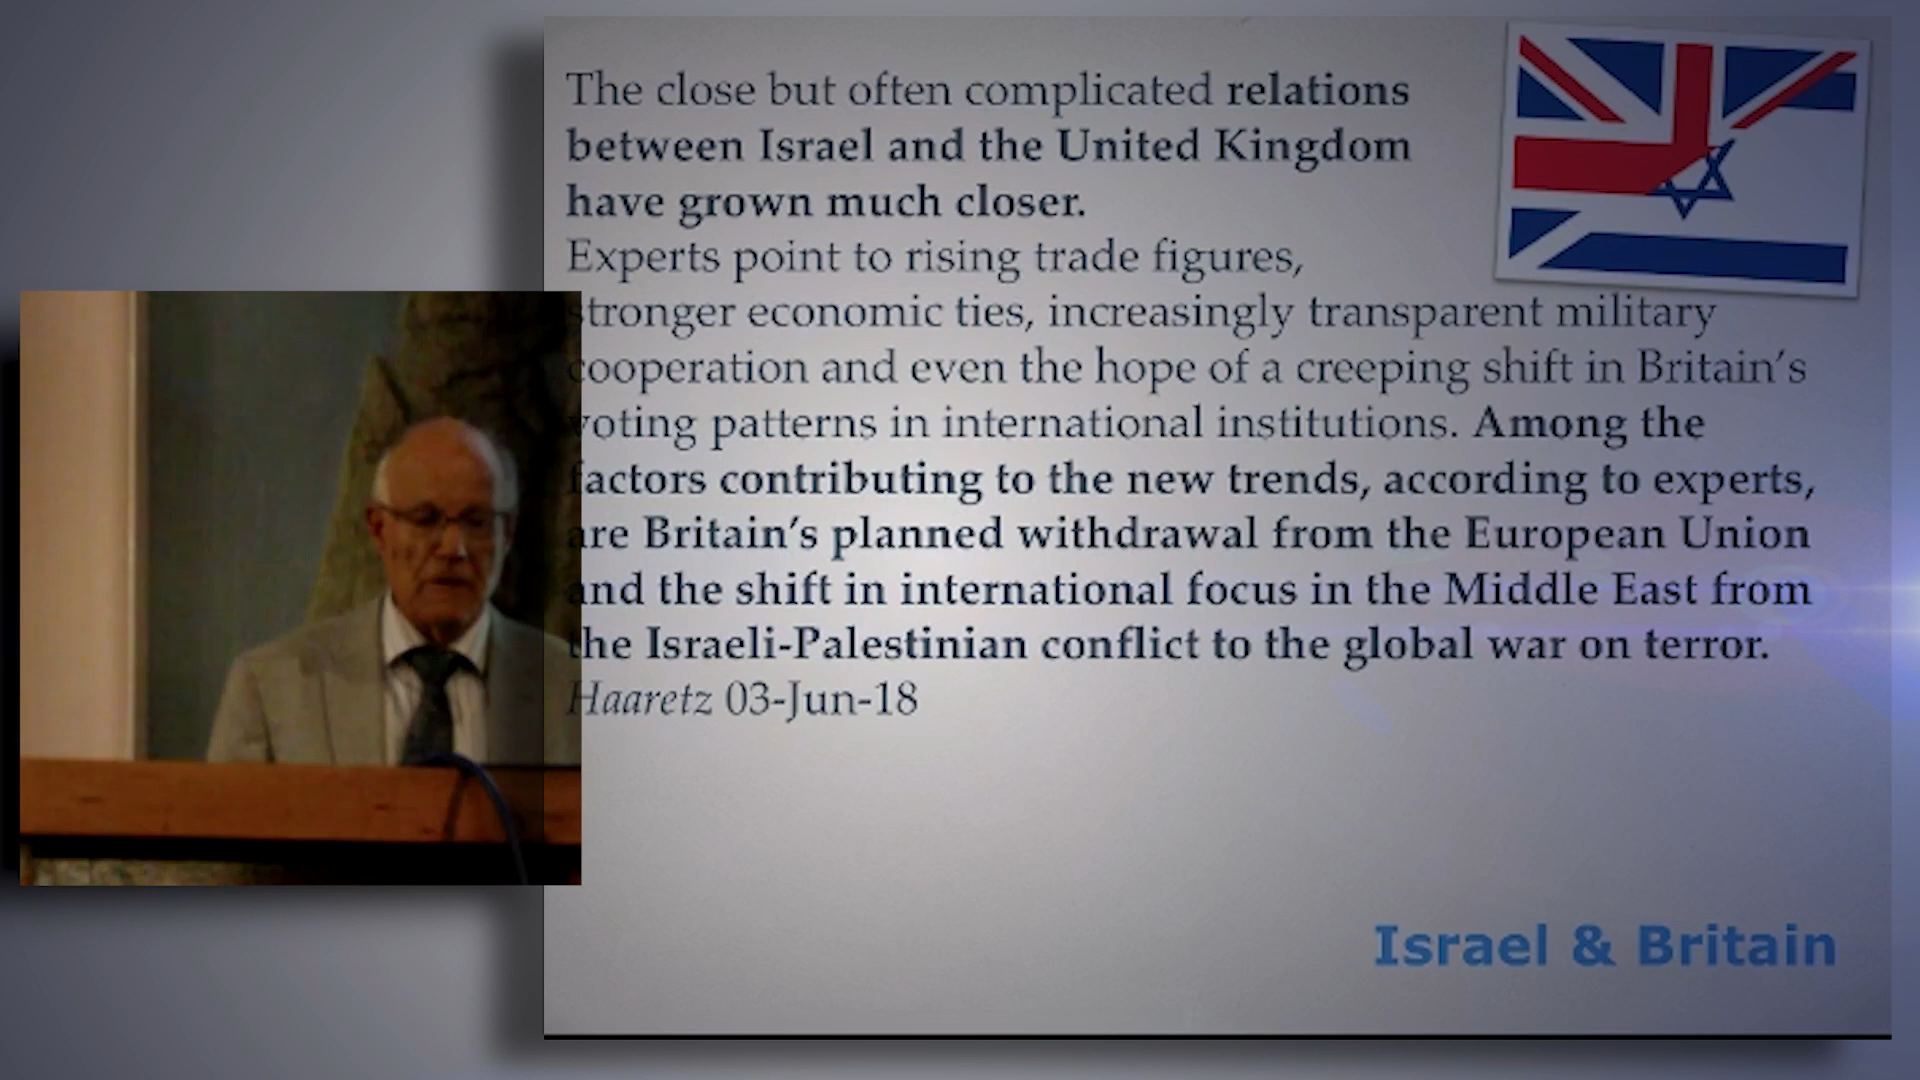 The close but often complicated relations
between Israel and the United Kingdom
have grown much closer.
Experts point to rising trade figures,
stronger economic ties, increasingly transparent military
cooperation and even the hope of a creeping shift in Britain's
voting patterns in international institutions. Among the
factors contributing to the new trends, according to experts,
are Britain's planned withdrawal from the European Union
and the shift in international focus in the Middle East from
the Israeli-Palestinian conflict to the global war on terror.
Haaretz 03-Jun-18
Israel & Britain